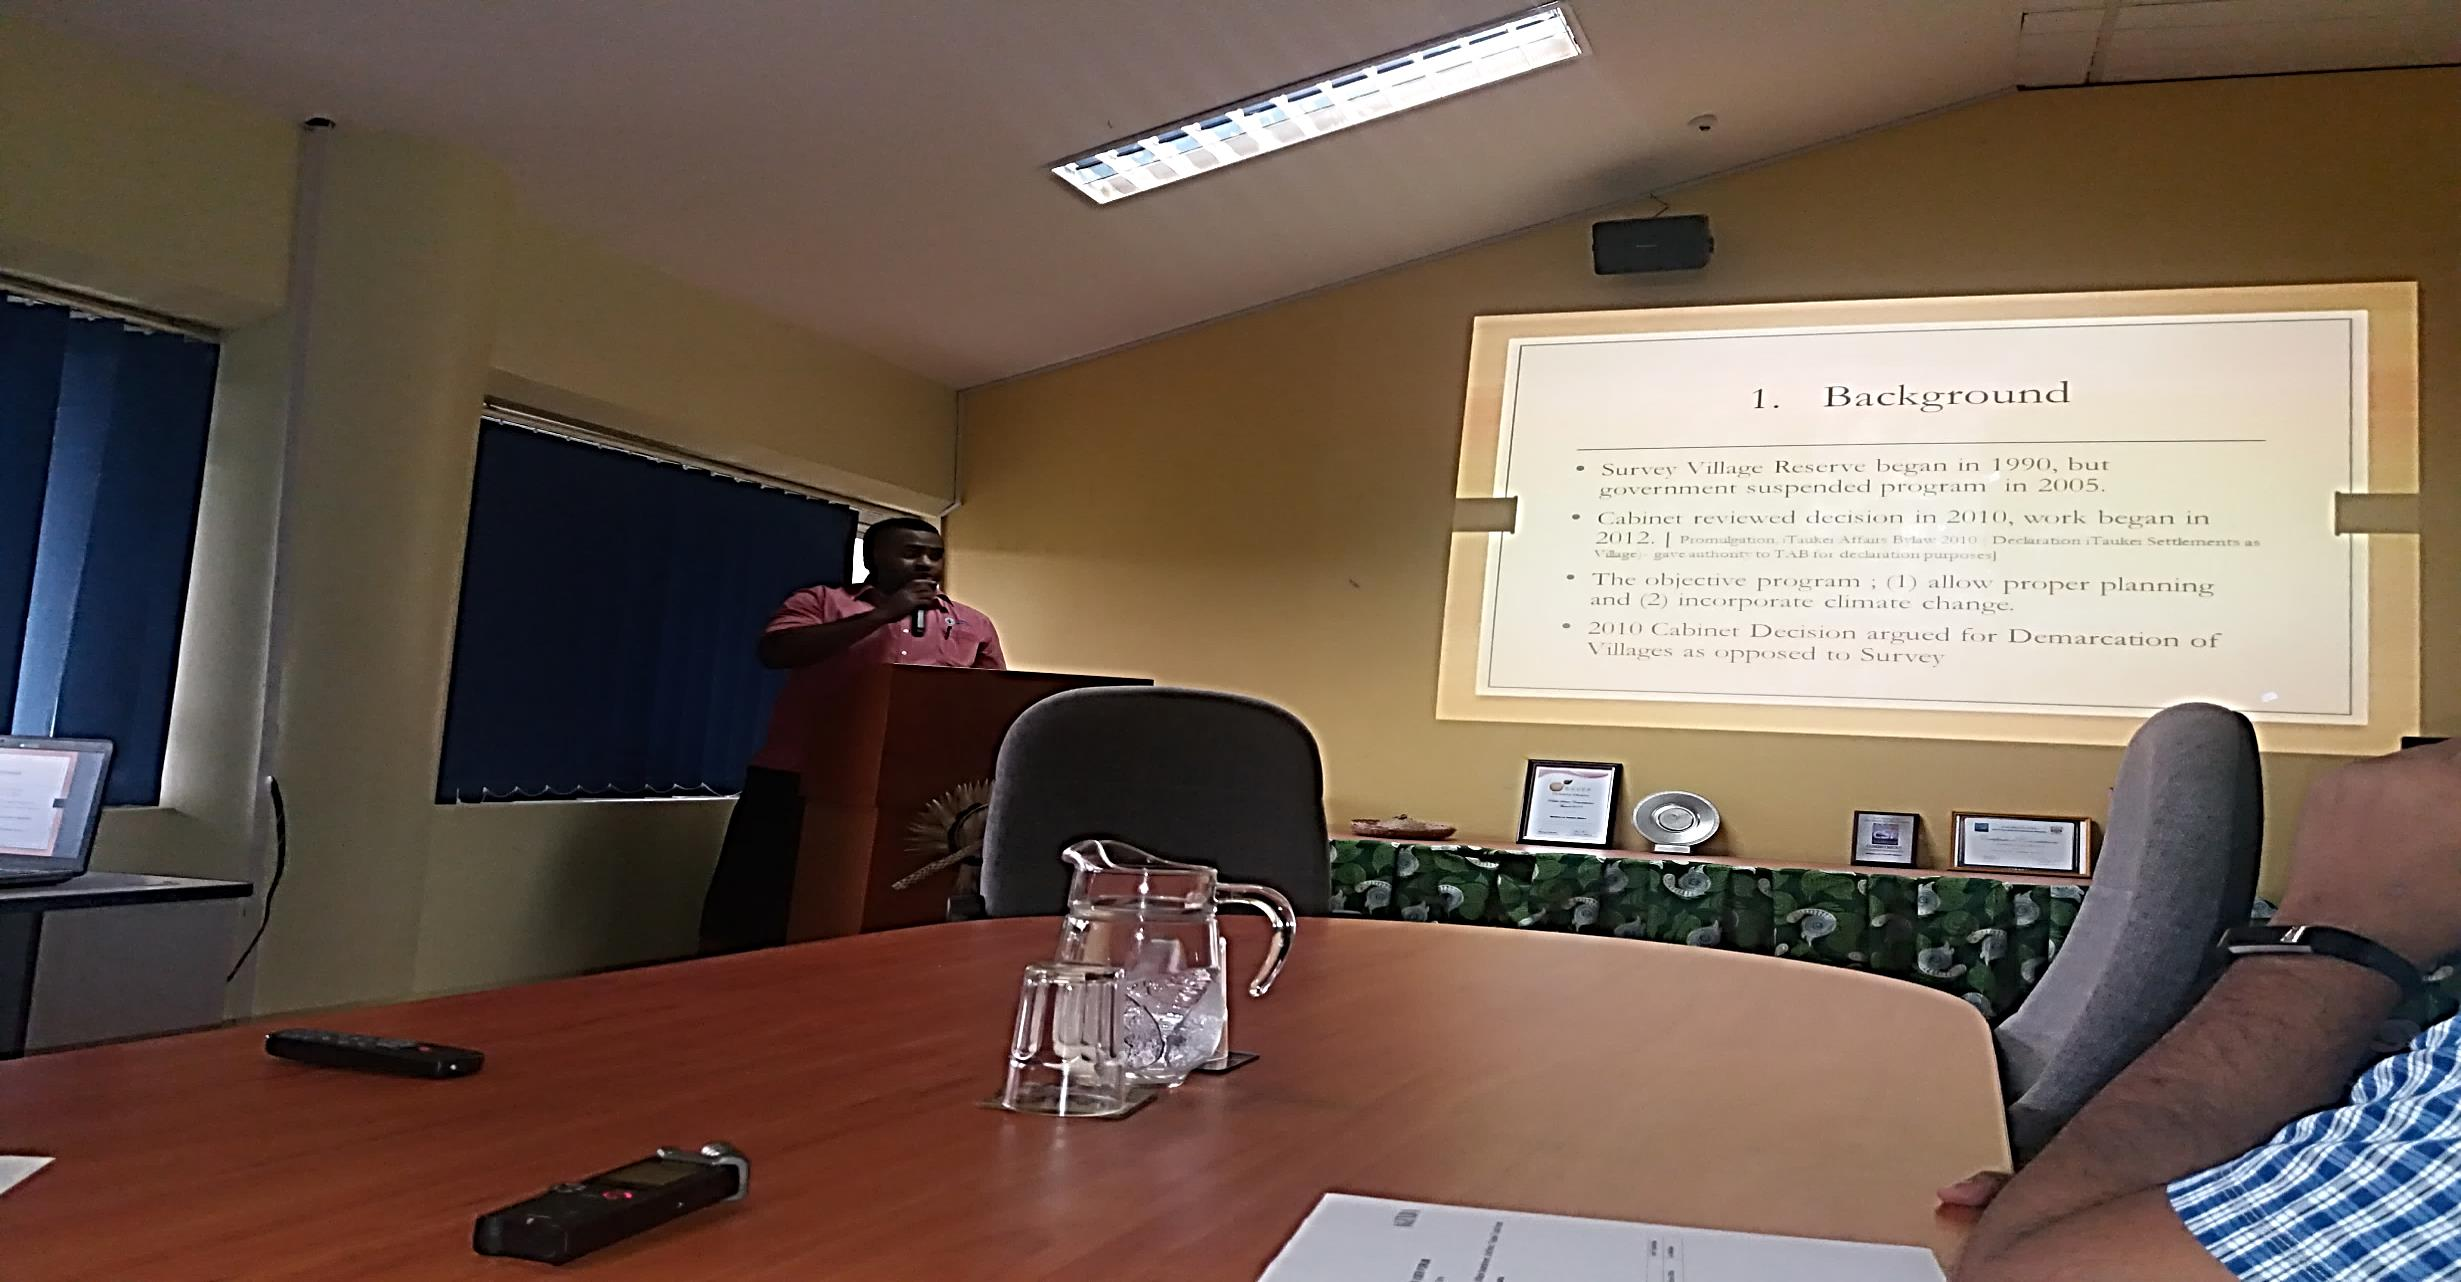 1. Background
• Survey Village Reserve began in 1990, but
government suspended program in 2005.
• Cabinet reviewed decision in 2010, work began in
2012. [ Promulgation iTaukei Affairs Bylaw 2010 Declaration iTaukei Settlements as
Village) - gave authority to TAB for declaration purposes]
• The objective program ; (1) allow proper planning
and (2) incorporate climate change.
• 2010 Cabinet Decision argued for Demarcation of
Villages as opposed to Survey